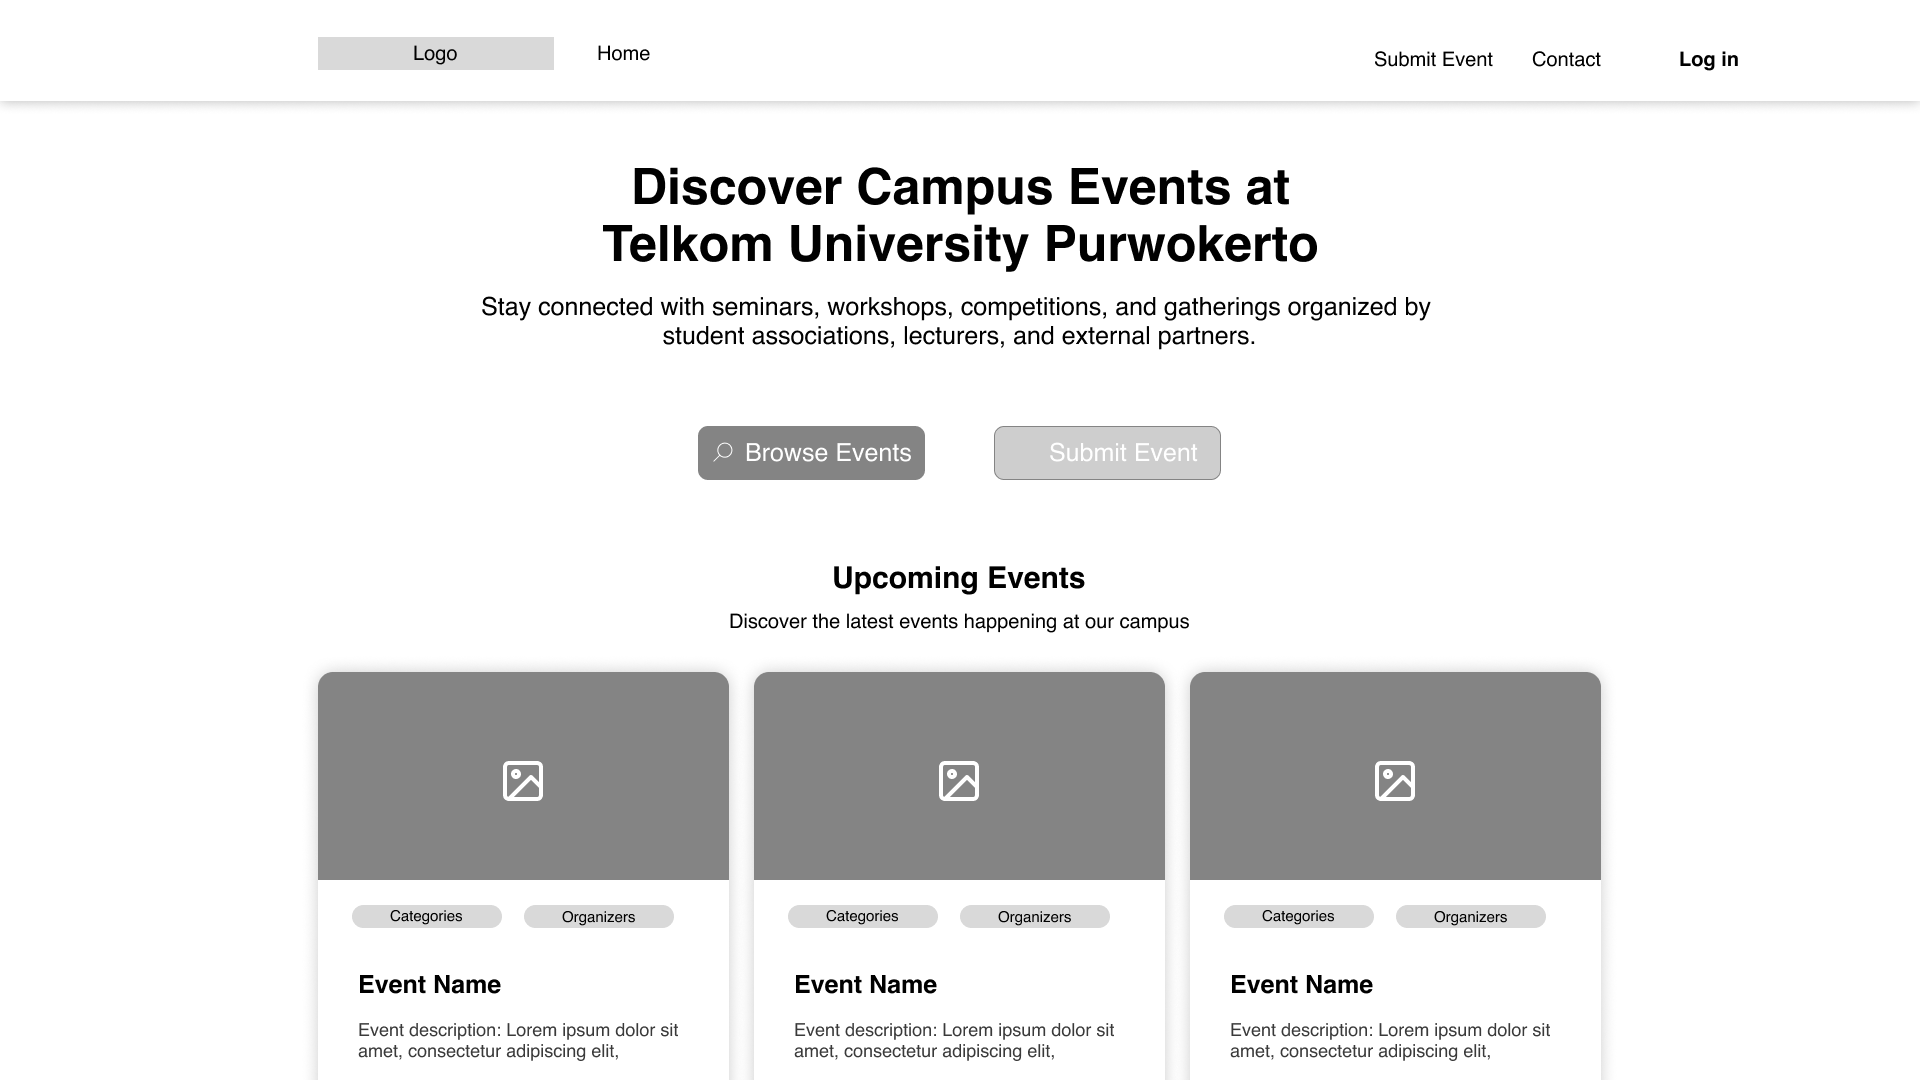 Logo
Home
Submit Event
Contact
Log in
Discover Campus Events at
Telkom University Purwokerto
Stay connected with seminars, workshops, competitions, and gatherings organized by
student associations, lecturers, and external partners.
Browse Events
Submit Event
Upcoming Events
Discover the latest events happening at our campus
Categories
Organizers
Event Name
Event description: Lorem ipsum dolor sit
amet, consectetur adipiscing elit,
Categories
Organizers
Event Name
Event description: Lorem ipsum dolor sit
amet, consectetur adipiscing elit,
Categories
Organizers
Event Name
Event description: Lorem ipsum dolor sit
amet, consectetur adipiscing elit,